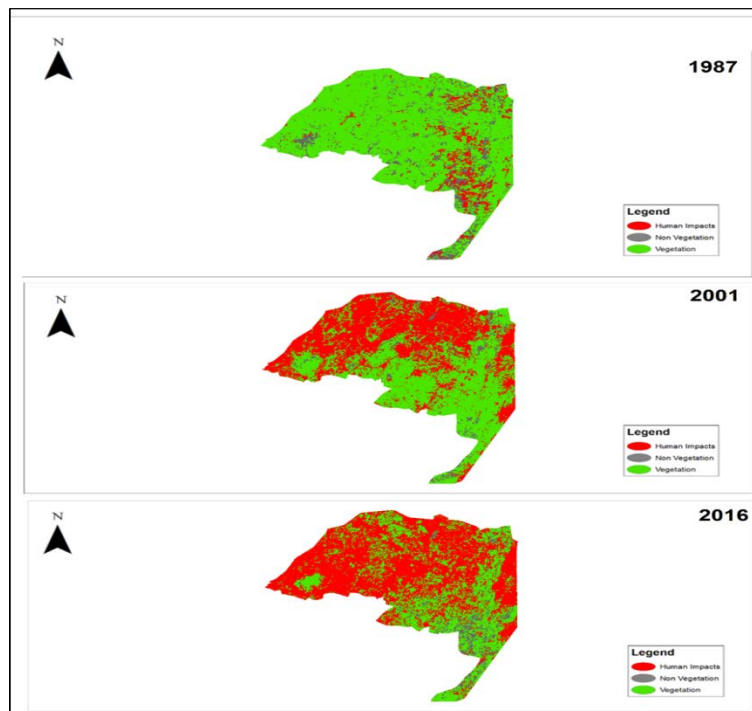 N
1987
Legend
Human Impacts
Non Vegetation
Vegetation
N
2001
Legend
Human Impacts
Non Vegetation
Vegetation
N
2016
Legend
Human Impacts
Non Vegetation
Vegetation